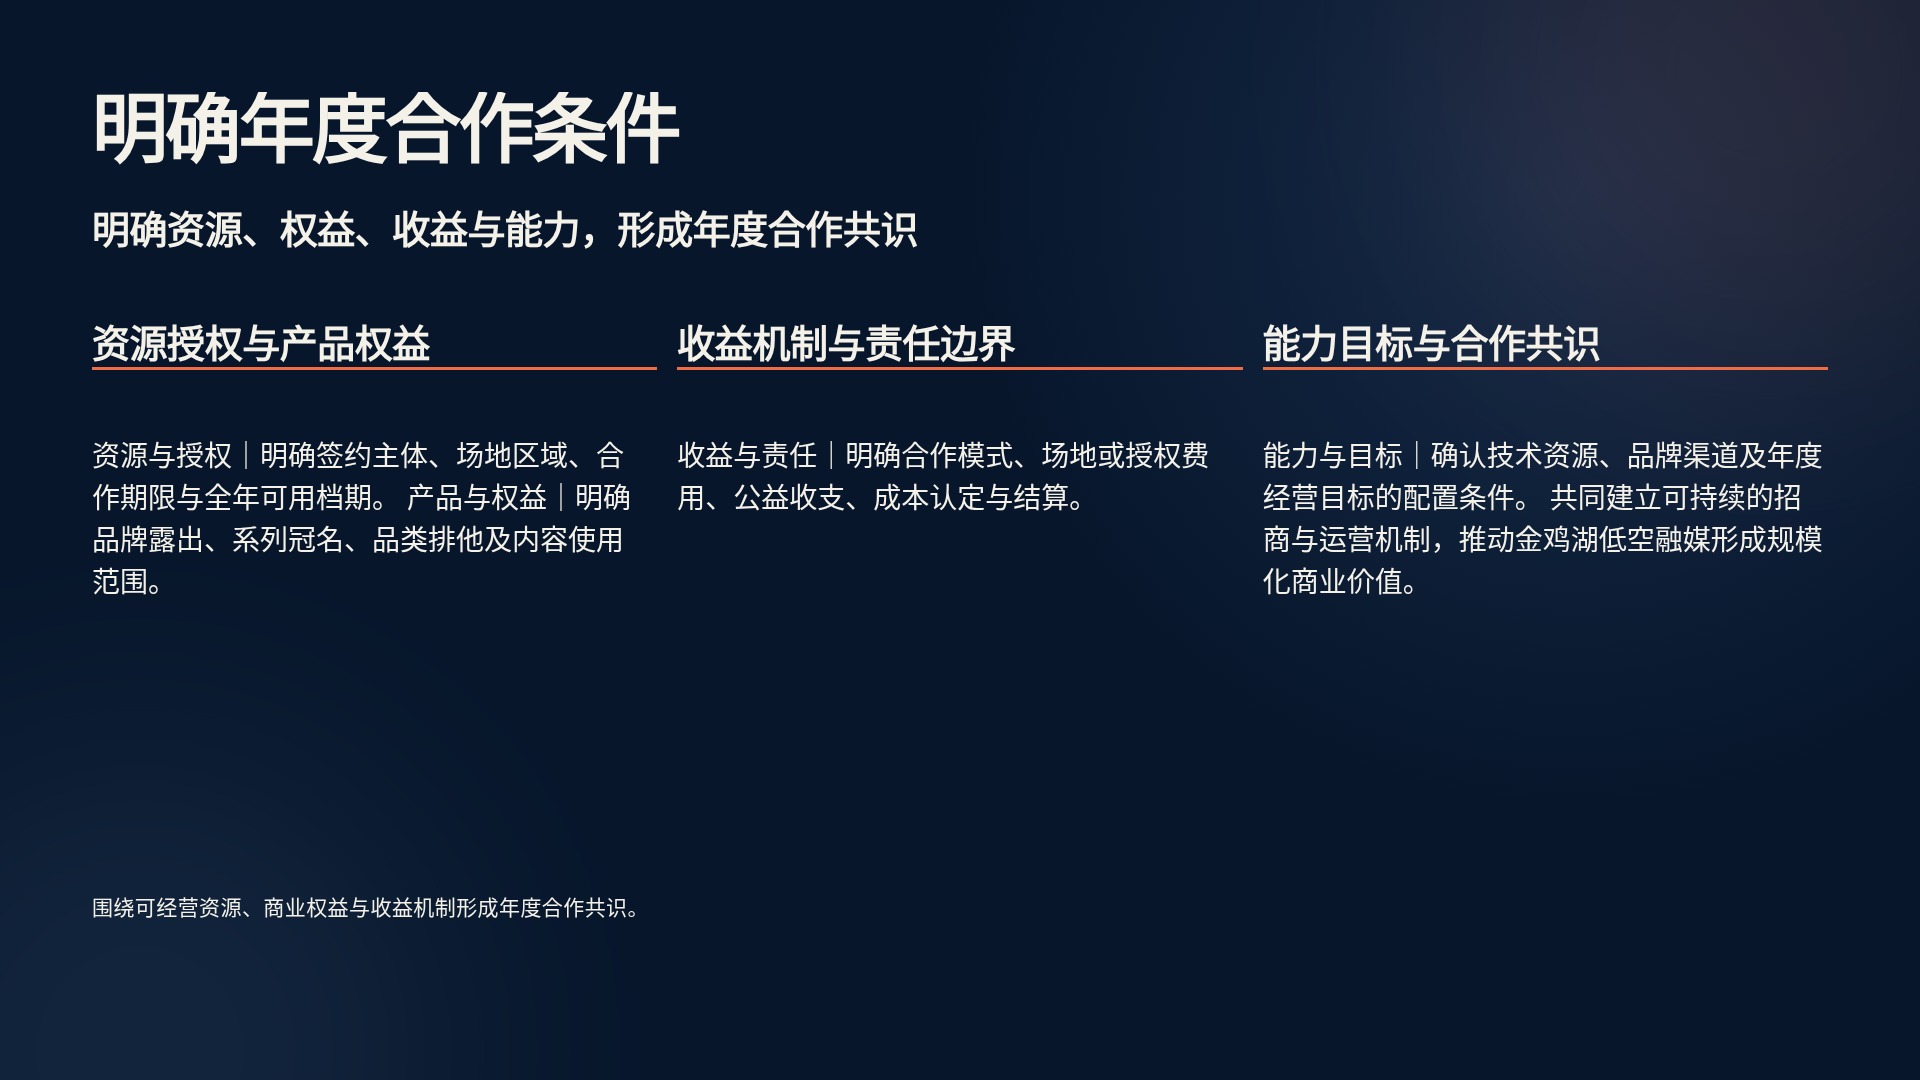 明确年度合作条件
明确资源、权益、收益与能力，形成年度合作共识
资源授权与产品权益
资源与授权｜明确签约主体、场地区域、合
作期限与全年可用档期。 产品与权益｜明确
品牌露出、系列冠名、品类排他及内容使用
范围。
收益机制与责任边界
收益与责任｜明确合作模式、场地或授权费
用、公益收支、成本认定与结算。
能力目标与合作共识
能力与目标｜确认技术资源、品牌渠道及年度
经营目标的配置条件。 共同建立可持续的招
商与运营机制，推动金鸡湖低空融媒形成规模
化商业价值。
围绕可经营资源、商业权益与收益机制形成年度合作共识。